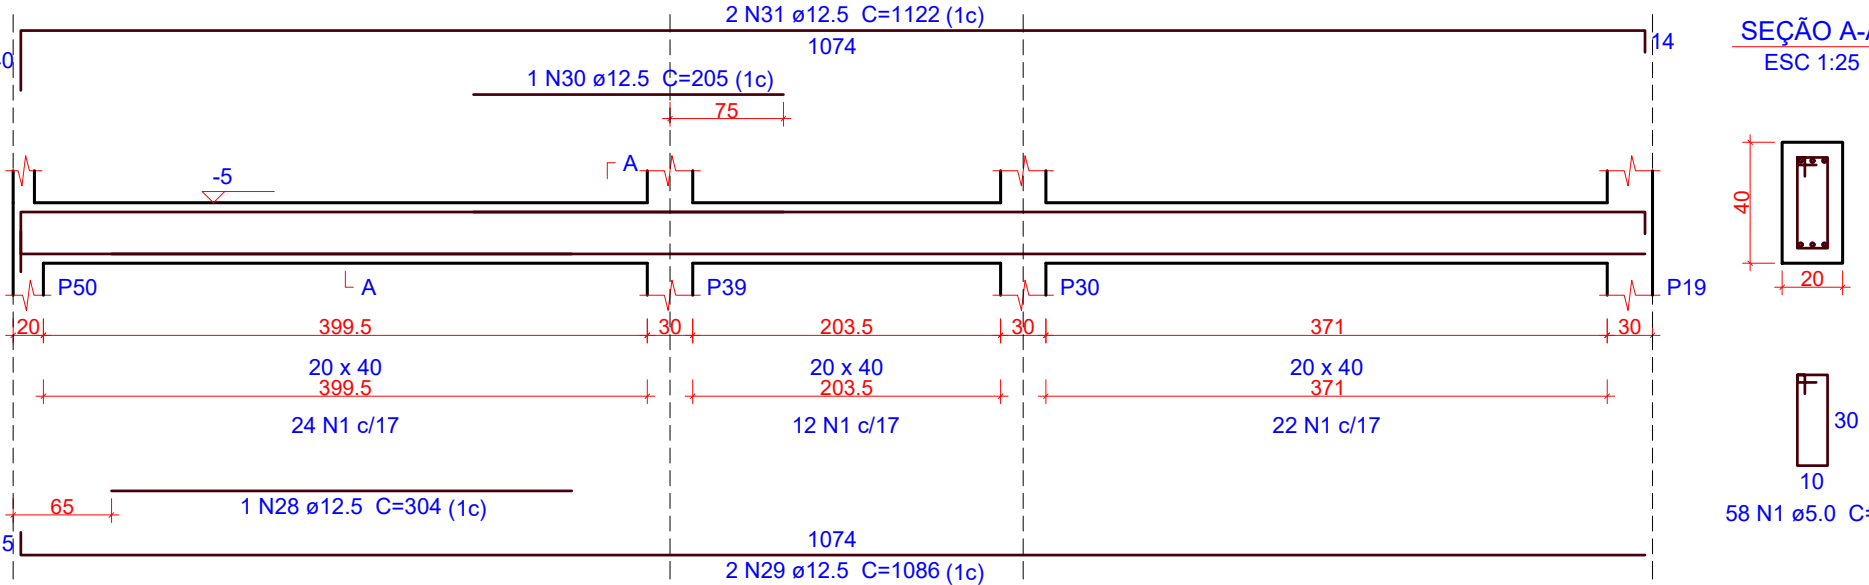 2 N31 ø12.5 C=1122 (1c)
1074
14
SEÇÃO A-
ESC 1:25
1 N30 ø12.5 C=205 (1c)
75
A
-5
40
20
A
P50
P39
P30
P19
20
399.5
30
203.5
30
371
30
20 x 40
20 x 40
20 x 40
399.5
203.5
371
24 N1 c/17
12 N1 c/17
22 N1 c/17
30
10
58 N1 ø5.0 C=
65
1 N28 ø12.5 C=304 (1c)
5
1074
2 N29 ø12.5 C=1086 (1c)